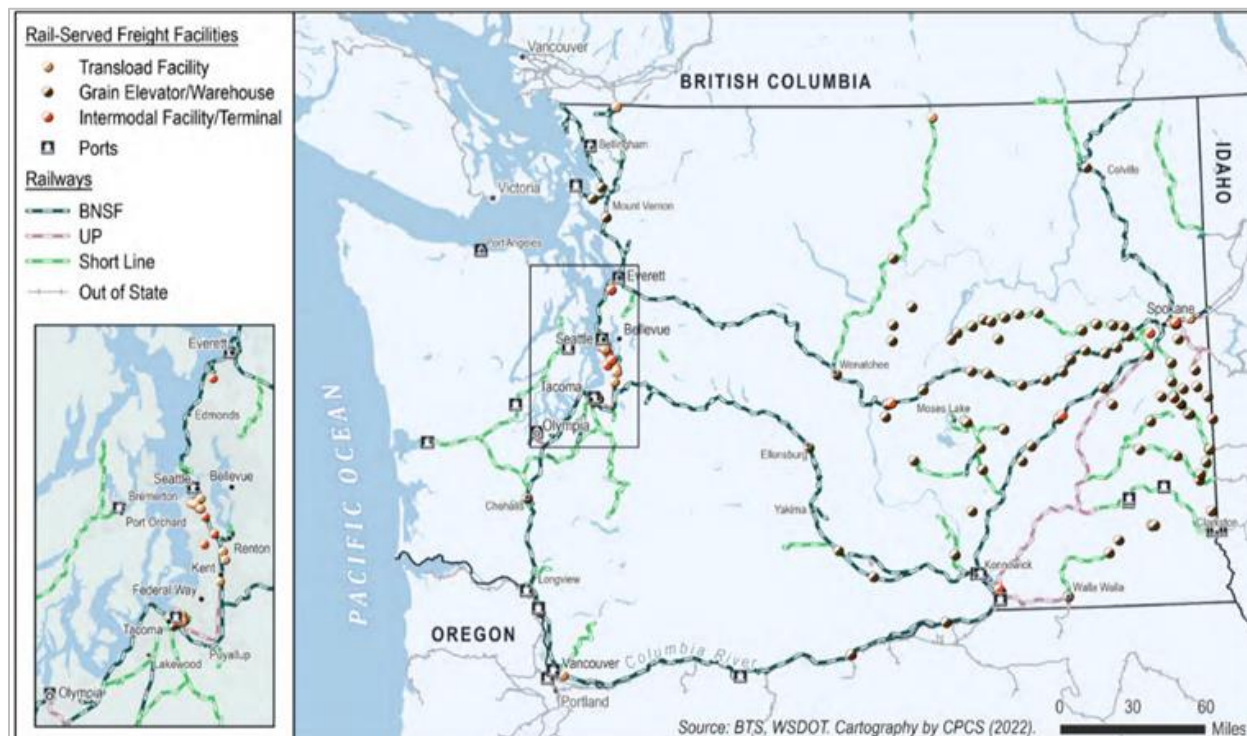 Rail-Served Freight Facilities
Transload Facility
Grain Elevator/Warehouse
Intermodal Facility/Terminal
Ports
Railways
BNSF
UP
Short Line
Out of State
Everett
Edmonds
Seattle
Bellevue
Bremerton
Port Orchard
Renton
Kent
Federal Way
Tacoma
Puyallup
Lakewood
Olympia
Vancouver
BRITISH COLUMBIA
Bellingham
IDAHO
Colville
Victoria
Mount Vernon
Port Angeles
Everett
Spokane
Seattle
Bellevue
Wenatchee
Tacoma
Moses Lake
Olympia
PACIFIC OCEAN
Ellensburg
Chehalis
Yakima
Clarkston
Kennewick
Longview
Walla Walla
OREGON
Vancouver
Columbia River
Portland
0 30 60
Miles
Source: BTS, WSDOT. Cartography by CPCS (2022).